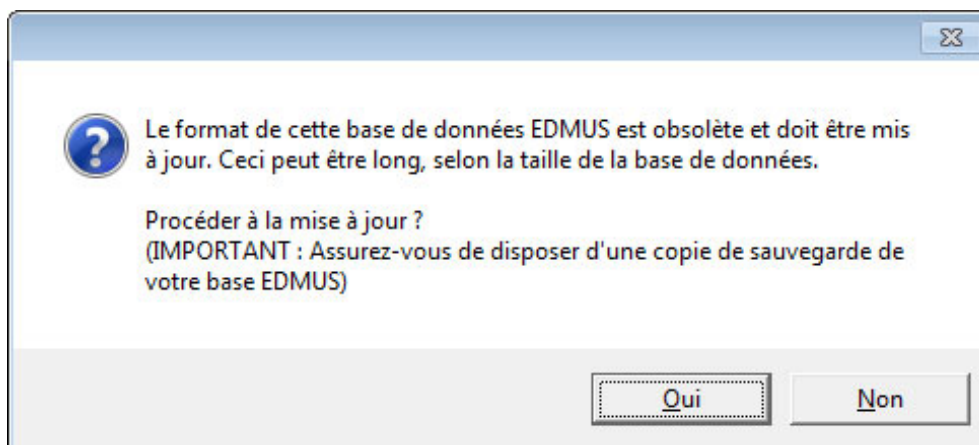 Le format de cette base de données EDMUS est obsolète et doit être mis
à jour. Ceci peut être long, selon la taille de la base de données.
Procéder à la mise à jour ?
(IMPORTANT : Assurez-vous de disposer d'une copie de sauvegarde de
votre base EDMUS)
Oui Non